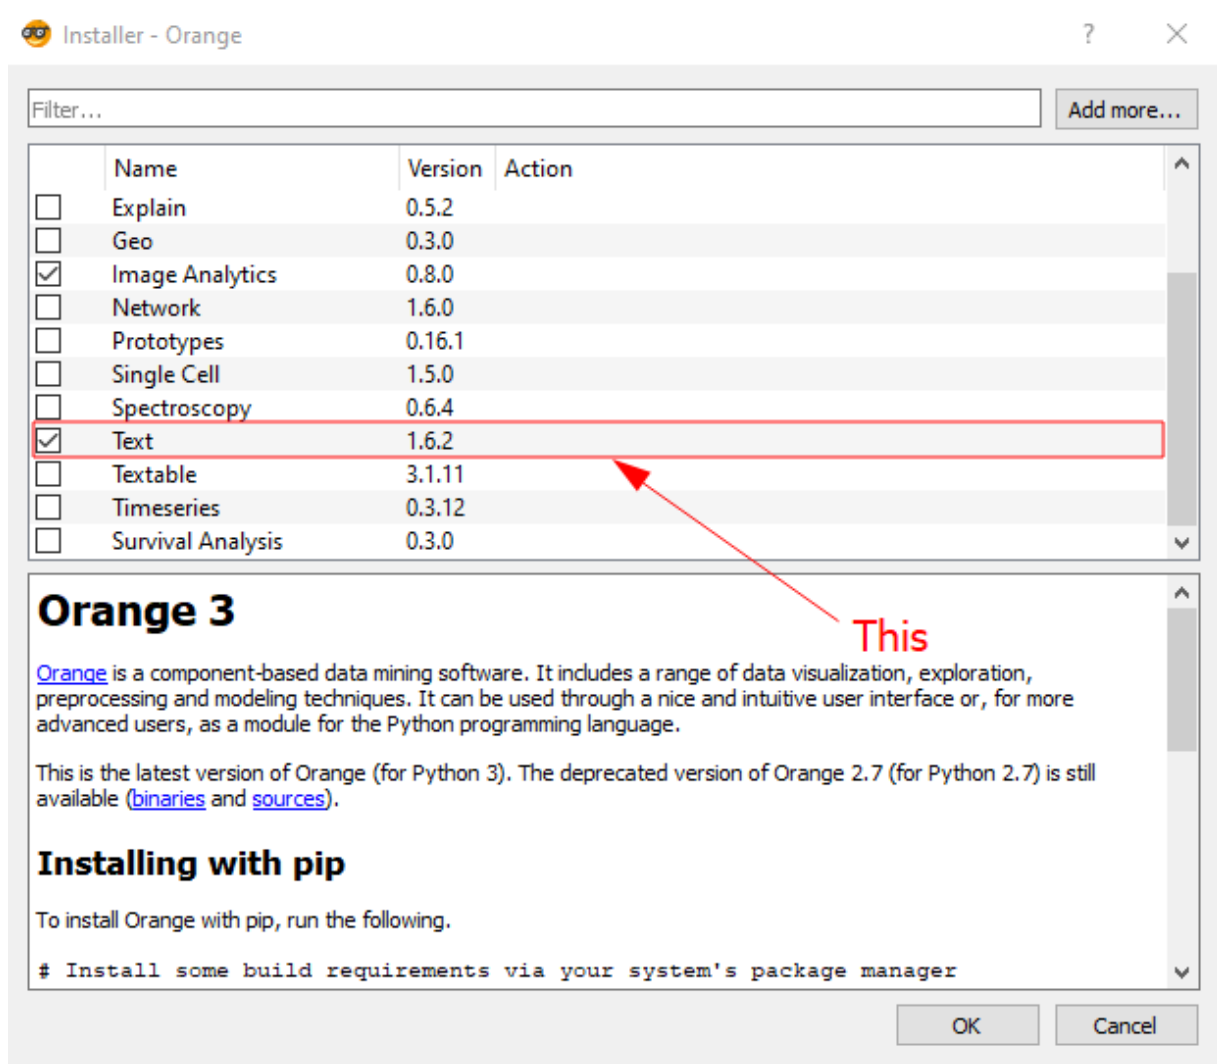 Installer - Orange
?
Filter...
Add more...
Name Version Action
Explain 0.5.2
Geo 0.3.0
Image Analytics 0.8.0
Network 1.6.0
Prototypes 0.16.1
Single Cell 1.5.0
Spectroscopy 0.6.4
Text 1.6.2
Textable 3.1.11
Timeseries 0.3.12
Survival Analysis 0.3.0
This
Orange 3
Orange is a component-based data mining software. It includes a range of data visualization, exploration,
preprocessing and modeling techniques. It can be used through a nice and intuitive user interface or, for more
advanced users, as a module for the Python programming language.
This is the latest version of Orange (for Python 3). The deprecated version of Orange 2.7 (for Python 2.7) is still
available (binaries and sources).
Installing with pip
To install Orange with pip, run the following.
# Install some build requirements via your system's package manager
OK Cancel